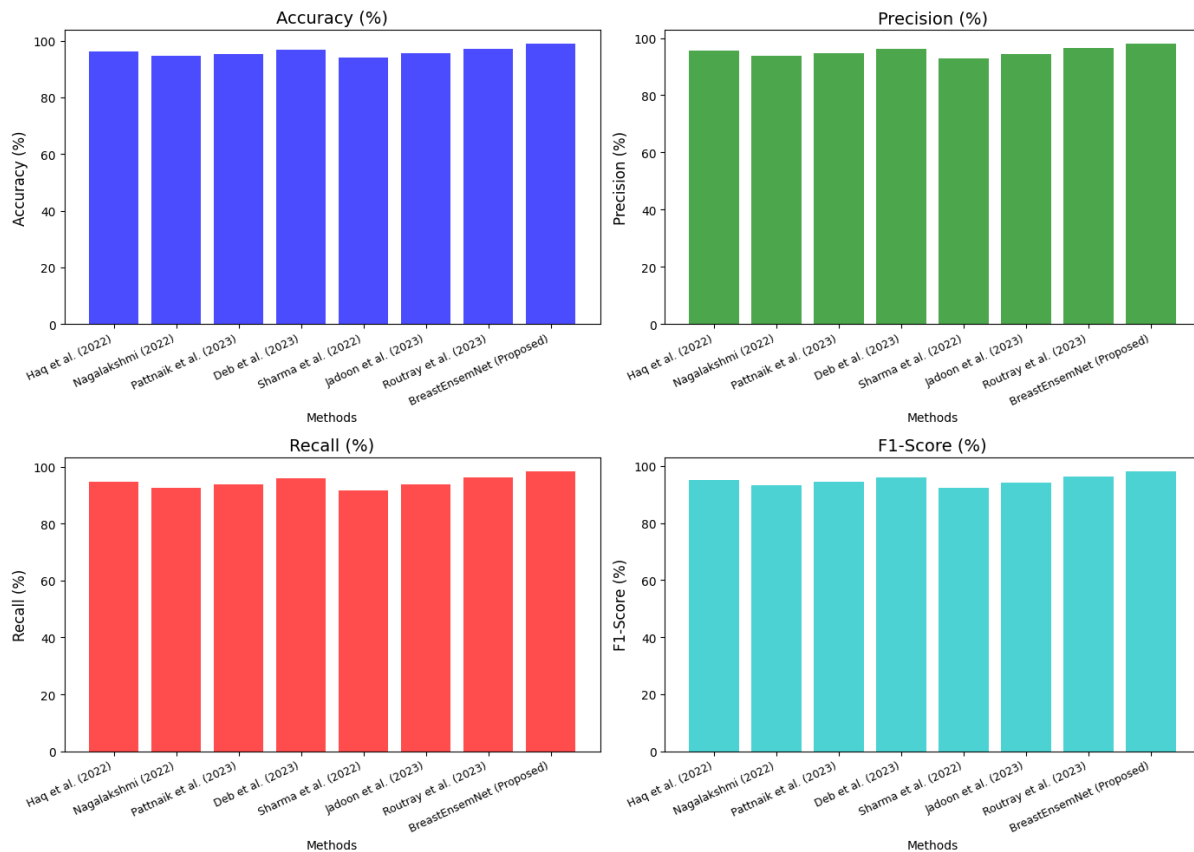 Accuracy (%)
Accuracy (%)
100
80
60
40
20
0
Haq et al. (2022)
Nagalakshmi (2022)
Pattnaik et al. (2023)
Deb et al. (2023)
Sharma et al. (2022)
Jadoon et al. (2023)
Routray et al. (2023)
BreastEnsemNet (Proposed)
Methods
Precision (%)
Precision (%)
100
80
60
40
20
0
Haq et al. (2022)
Nagalakshmi (2022)
Pattnaik et al. (2023)
Deb et al. (2023)
Sharma et al. (2022)
Jadoon et al. (2023)
Routray et al. (2023)
BreastEnsemNet (Proposed)
Methods
Recall (%)
Recall (%)
100
80
60
40
20
0
Haq et al. (2022)
Nagalakshmi (2022)
Pattnaik et al. (2023)
Deb et al. (2023)
Sharma et al. (2022)
Jadoon et al. (2023)
Routray et al. (2023)
BreastEnsemNet (Proposed)
Methods
F1-Score (%)
F1-Score (%)
100
80
60
40
20
0
Haq et al. (2022)
Nagalakshmi (2022)
Pattnaik et al. (2023)
Deb et al. (2023)
Sharma et al. (2022)
Jadoon et al. (2023)
Routray et al. (2023)
BreastEnsemNet (Proposed)
Methods